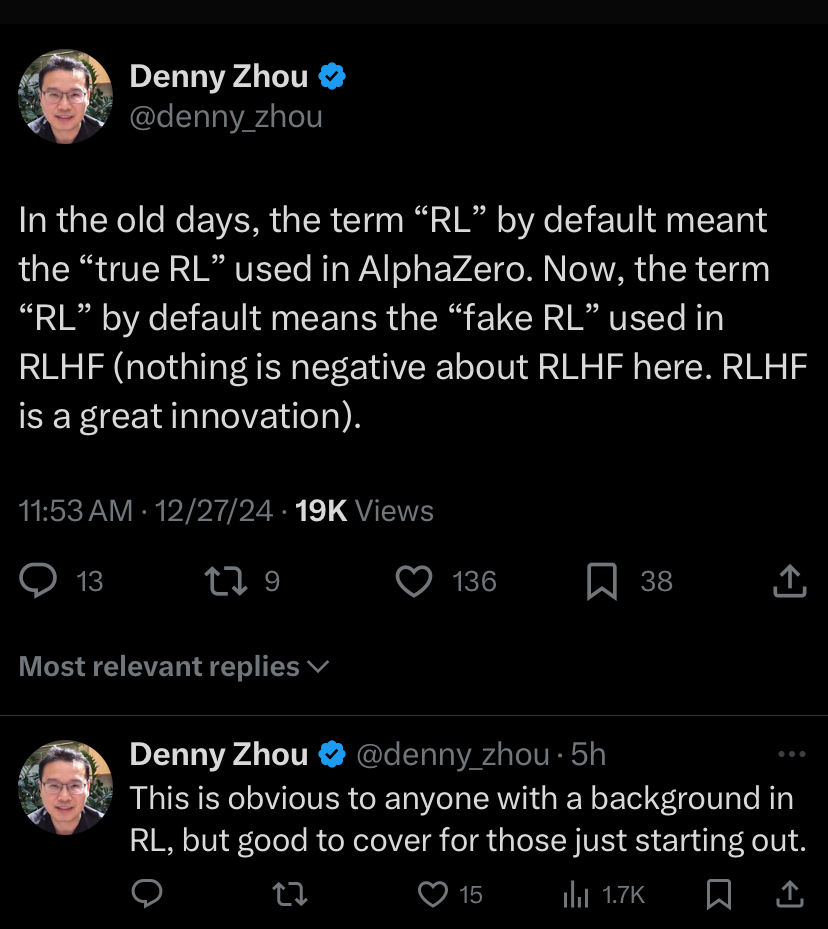 Denny Zhou
@denny_zhou
In the old days, the term “RL” by default meant
the “true RL” used in AlphaZero. Now, the term
“RL” by default means the “fake RL” used in
RLHF (nothing is negative about RLHF here. RLHF
is a great innovation).
11:53 AM · 12/27/24 · 19K Views
13 9 136 38
Most relevant replies
Denny Zhou @denny_zhou · 5h
This is obvious to anyone with a background in
RL, but good to cover for those just starting out.
15 1.7K